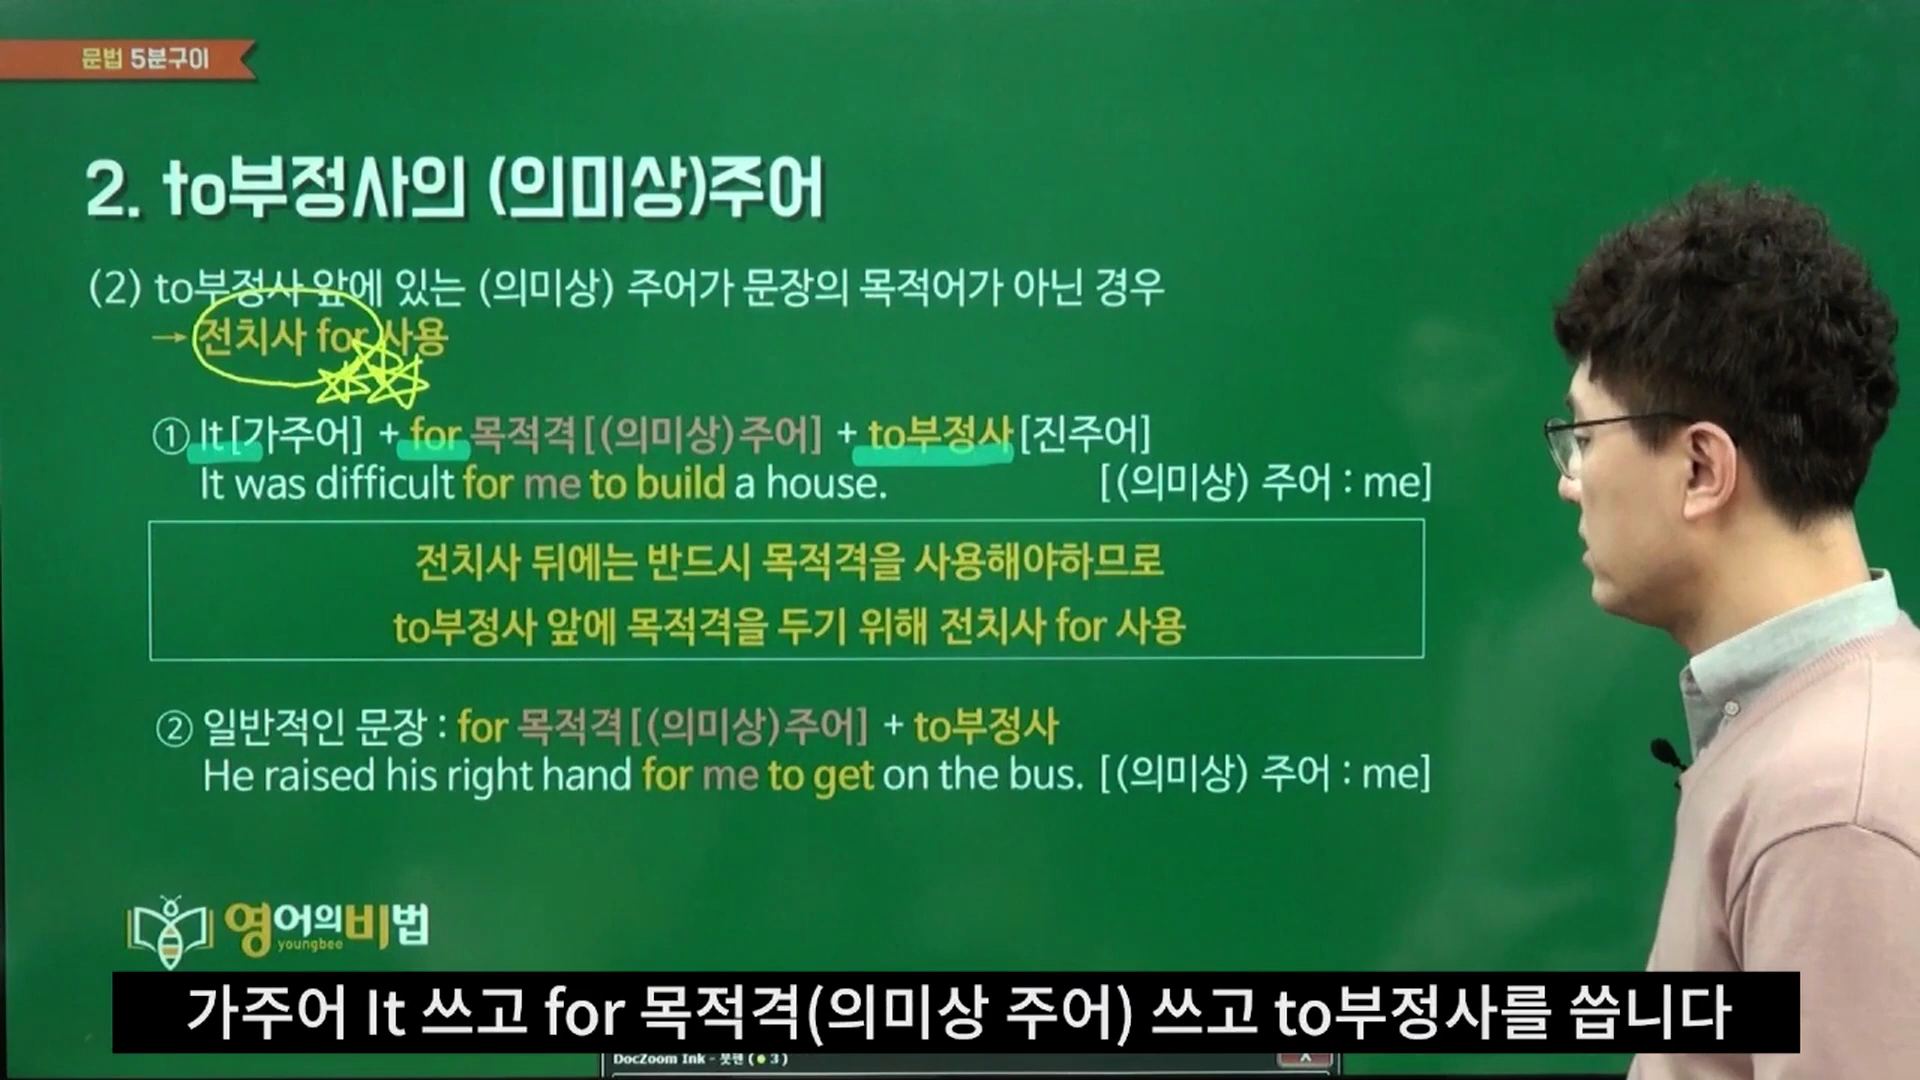 문법 5분구이
2. to부정사의 (의미상)주어
(2) to부정사 앞에 있는 (의미상) 주어가 문장의 목적어가 아닌 경우
→ 전치사 for 사용
① It[가주어] + for 목적격[(의미상)주어] + to부정사[진주어]
It was difficult for me to build a house. [(의미상) 주어 : me]
전치사 뒤에는 반드시 목적격을 사용해야하므로
to부정사 앞에 목적격을 두기 위해 전치사 for 사용
② 일반적인 문장 : for 목적격[(의미상)주어] + to부정사
He raised his right hand for me to get on the bus. [(의미상) 주어 : me]
영어의비법
youngbee
가주어 It 쓰고 for 목적격(의미상 주어) 쓰고 to부정사를 씁니다
DocZoom Ink - 붓펜 ( 3 )